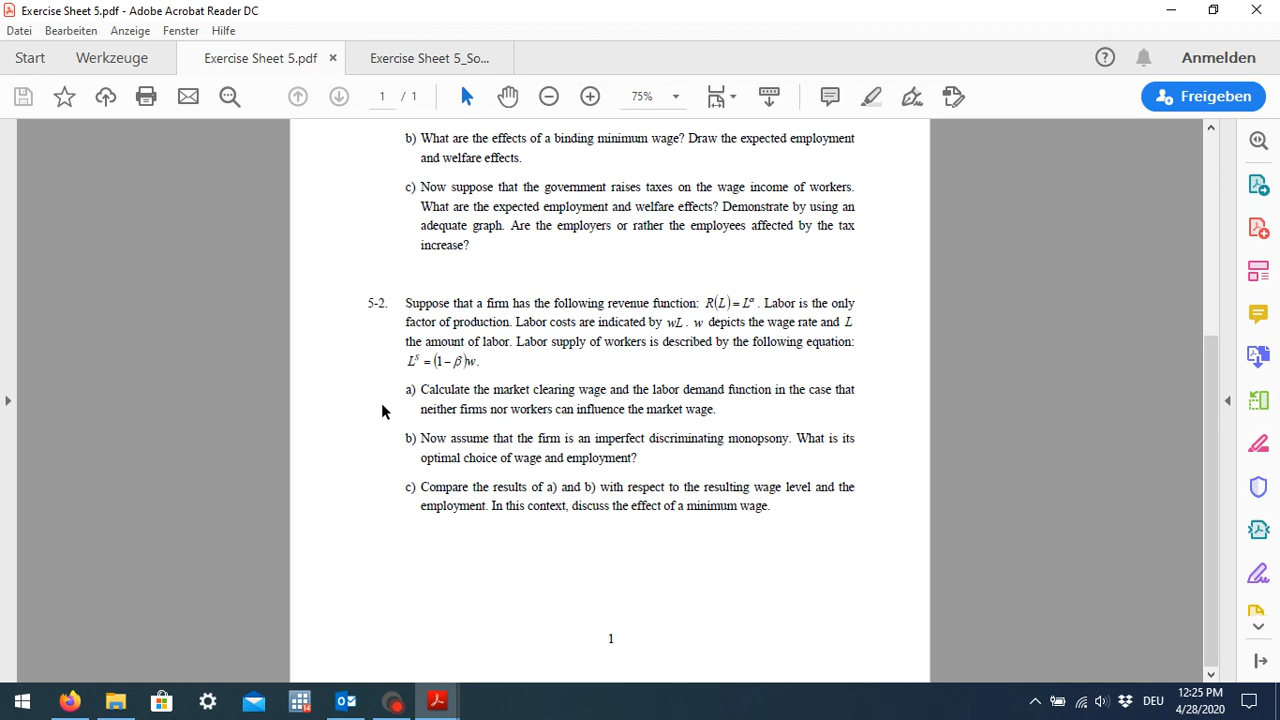 Exercise Sheet 5.pdf - Adobe Acrobat Reader DC
Datei Bearbeiten Anzeige Fenster Hilfe
Start Werkzeuge Exercise Sheet 5.pdf × Exercise Sheet 5_So... Anmelden
1 / 1 75% Freigeben
b) What are the effects of a binding minimum wage? Draw the expected employment
and welfare effects.
c) Now suppose that the government raises taxes on the wage income of workers.
What are the expected employment and welfare effects? Demonstrate by using an
adequate graph. Are the employers or rather the employees affected by the tax
increase?
5-2. Suppose that a firm has the following revenue function: R(L) = L^α . Labor is the only
factor of production. Labor costs are indicated by wL . w depicts the wage rate and L
the amount of labor. Labor supply of workers is described by the following equation:
L^S = (1 − β)w.
a) Calculate the market clearing wage and the labor demand function in the case that
neither firms nor workers can influence the market wage.
b) Now assume that the firm is an imperfect discriminating monopsony. What is its
optimal choice of wage and employment?
c) Compare the results of a) and b) with respect to the resulting wage level and the
employment. In this context, discuss the effect of a minimum wage.
1
DEU
12:25 PM
4/28/2020